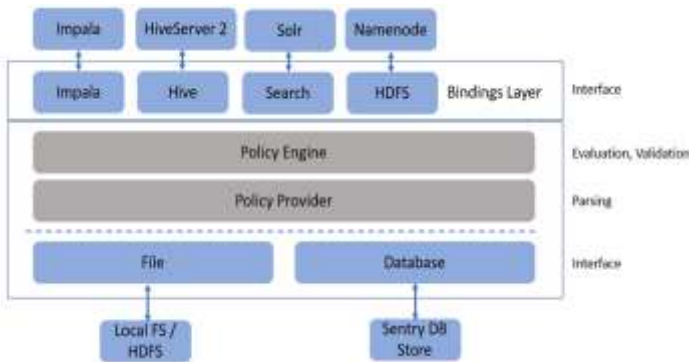 Impala
HiveServer 2
Solr
Namenode
Impala
Hive
Search
HDFS
Bindings Layer
Interface
Policy Engine
Evaluation, Validation
Policy Provider
Parsing
File
Database
Interface
Local FS /
HDFS
Sentry DB
Store